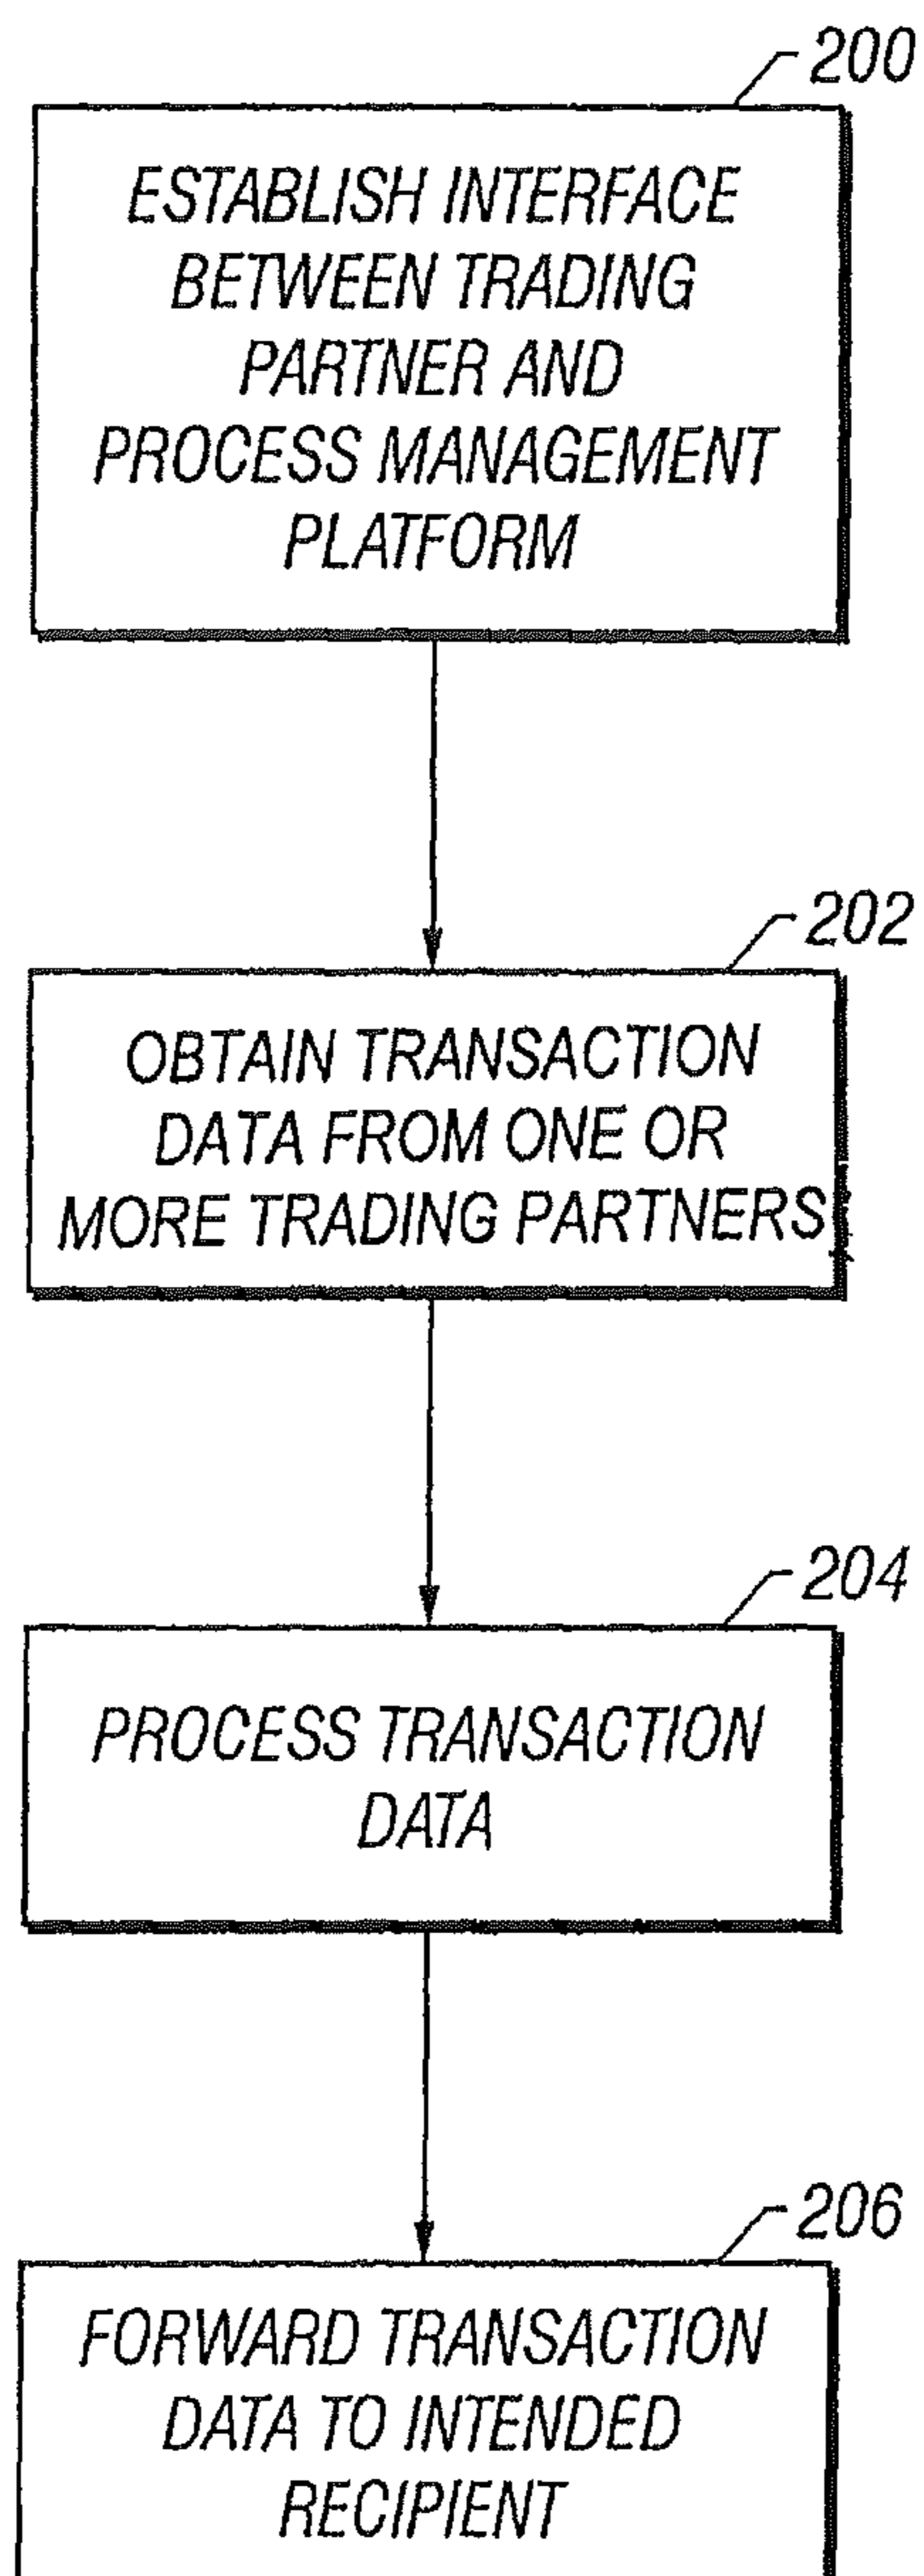 200
ESTABLISH INTERFACE
BETWEEN TRADING
PARTNER AND
PROCESS MANAGEMENT
PLATFORM
202
OBTAIN TRANSACTION
DATA FROM ONE OR
MORE TRADING PARTNERS
204
PROCESS TRANSACTION
DATA
206
FORWARD TRANSACTION
DATA TO INTENDED
RECIPIENT